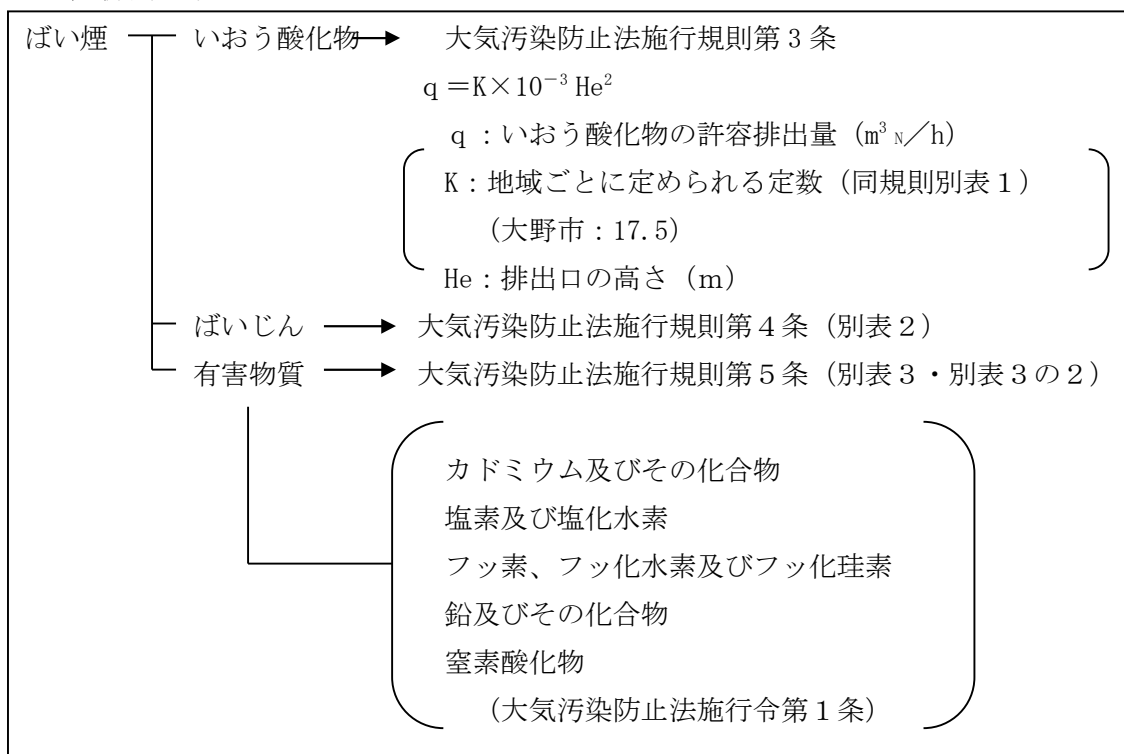 ばい煙 いおう酸化物 大気汚染防止法施行規則第3条
q＝K×10⁻³He²
q：いおう酸化物の許容排出量（m³N／h）
K：地域ごとに定められる定数（同規則別表１）
（大野市：17.5）
He：排出口の高さ（m）
ばいじん 大気汚染防止法施行規則第４条（別表２）
有害物質 大気汚染防止法施行規則第５条（別表３・別表３の２）
カドミウム及びその化合物
塩素及び塩化水素
フッ素、フッ化水素及びフッ化珪素
鉛及びその化合物
窒素酸化物
（大気汚染防止法施行令第１条）